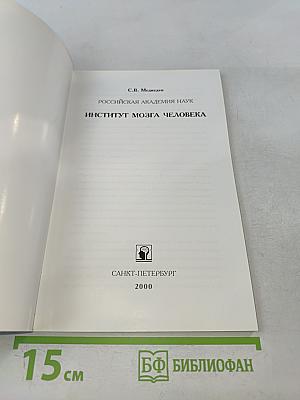 С.В. Медведев
РОССИЙСКАЯ АКАДЕМИЯ НАУК
ИНСТИТУТ МОЗГА ЧЕЛОВЕКА
САНКТ-ПЕТЕРБУРГ
2000
15 см
БФ БИБЛИОФАН